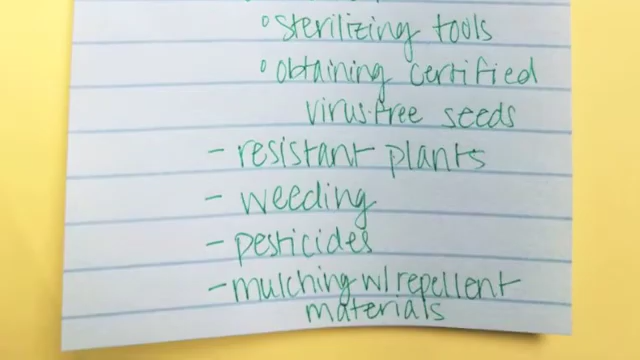 ° sterilizing tools
° obtaining certified
virus-free seeds
- resistant plants
- weeding
- pesticides
- mulching w/ repellent
materials